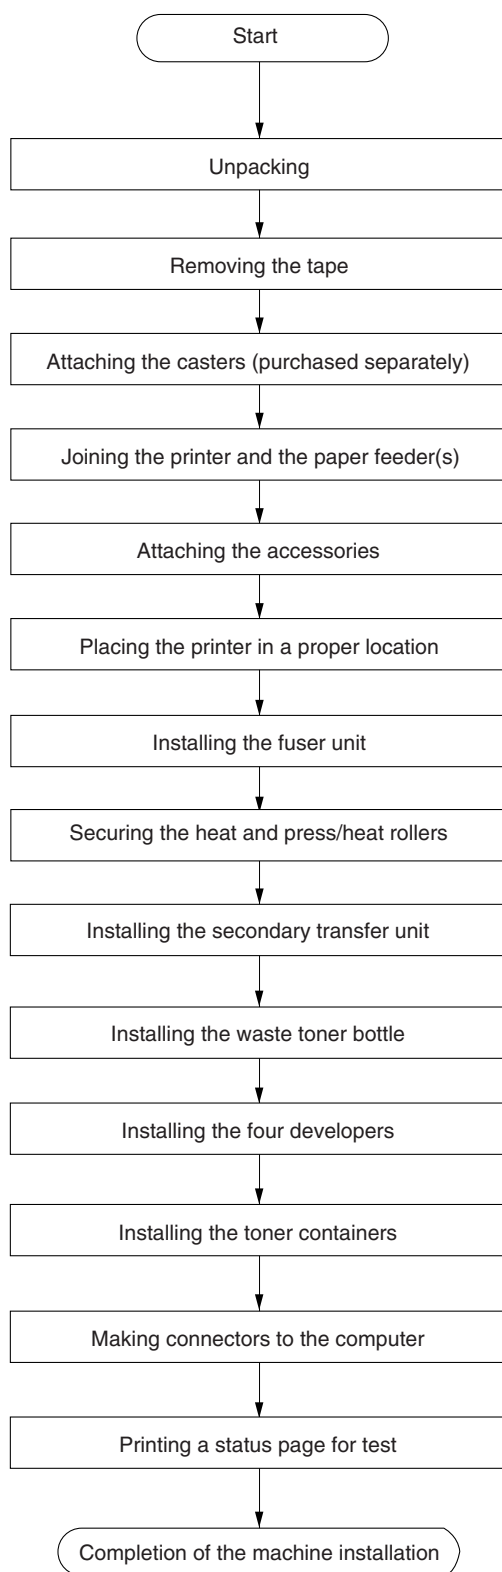 Start
Unpacking
Removing the tape
Attaching the casters (purchased separately)
Joining the printer and the paper feeder(s)
Attaching the accessories
Placing the printer in a proper location
Installing the fuser unit
Securing the heat and press/heat rollers
Installing the secondary transfer unit
Installing the waste toner bottle
Installing the four developers
Installing the toner containers
Making connectors to the computer
Printing a status page for test
Completion of the machine installation